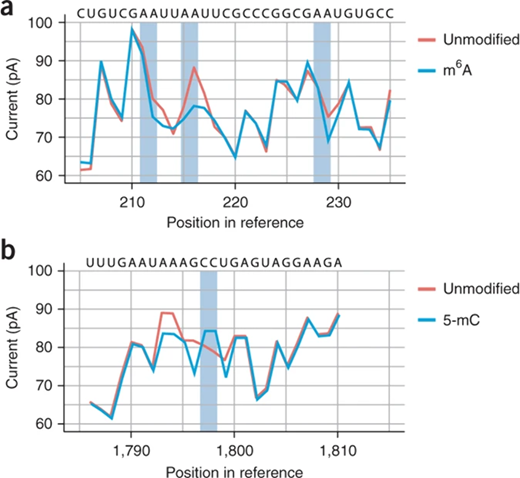 a
CUGUCGAAUUAAUUCGCCCGGCGAAUGUGCC
100
90
80
70
60
Current (pA)
210 220 230
Position in reference
Unmodified
m⁶A
b
UUUGAAUAAAGCCUGAGUAGGAAGA
100
90
80
70
60
Current (pA)
1,790 1,800 1,810
Position in reference
Unmodified
5-mC